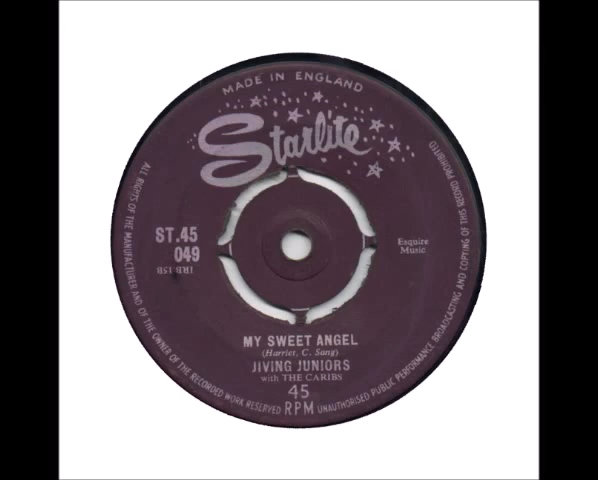 MADE IN ENGLAND
Starlite
ST.45
049
IRB 15B
Esquire
Music
MY SWEET ANGEL
(Harriet, C. Sang)
JIVING JUNIORS
with THE CARIBS
45
RPM
ALL RIGHTS OF THE MANUFACTURER AND OF THE OWNER OF THE RECORDED WORK RESERVED UNAUTHORISED PUBLIC PERFORMANCE BROADCASTING AND COPYING OF THIS RECORD PROHIBITED